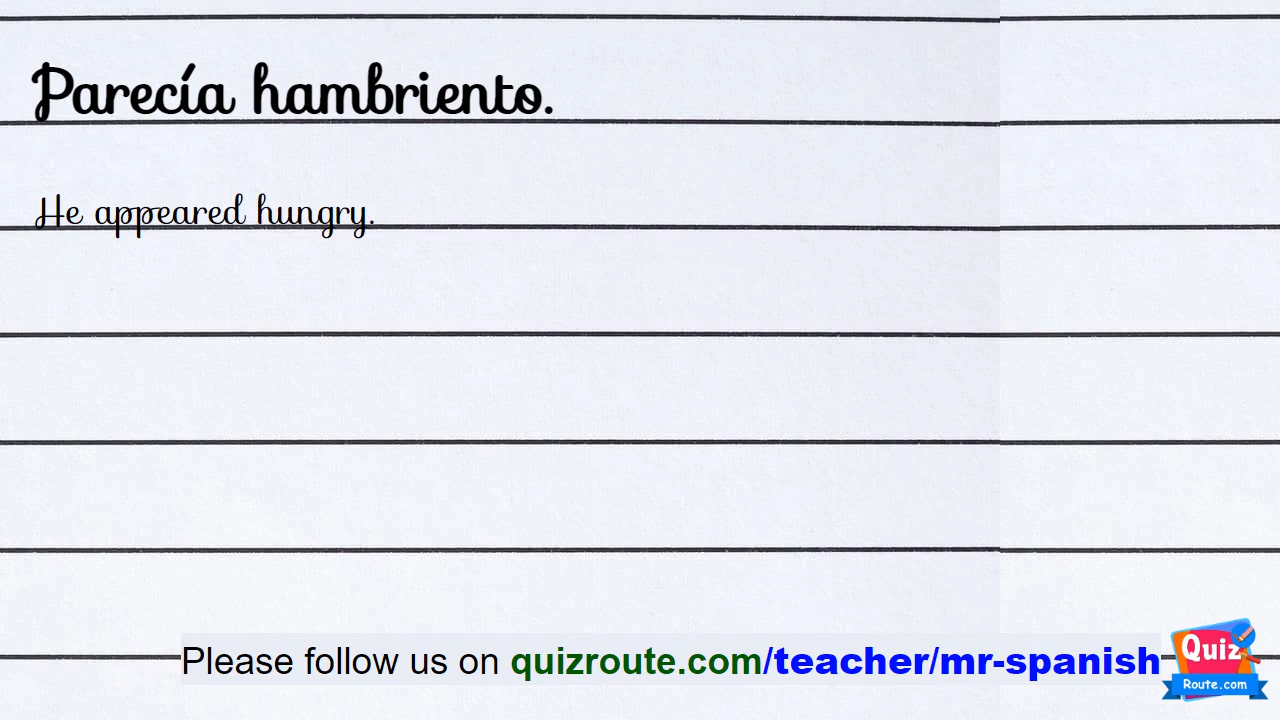 Parecía hambriento.
He appeared hungry.
Please follow us on quizroute.com/teacher/mr-spanish
Quiz
Route.com